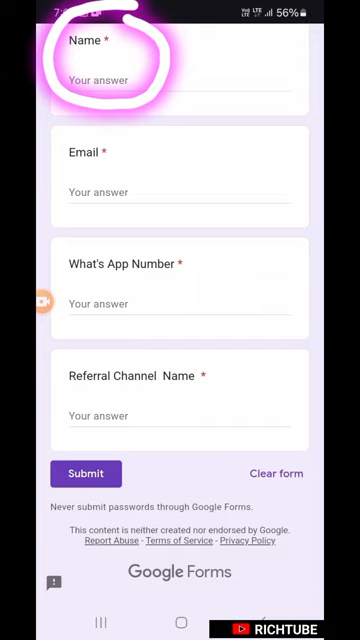 56%
Name *
Your answer
Email *
Your answer
What's App Number *
Your answer
Referral Channel Name *
Your answer
Submit
Clear form
Never submit passwords through Google Forms.
This content is neither created nor endorsed by Google.
Report Abuse - Terms of Service - Privacy Policy
Google Forms
RICHTUBE